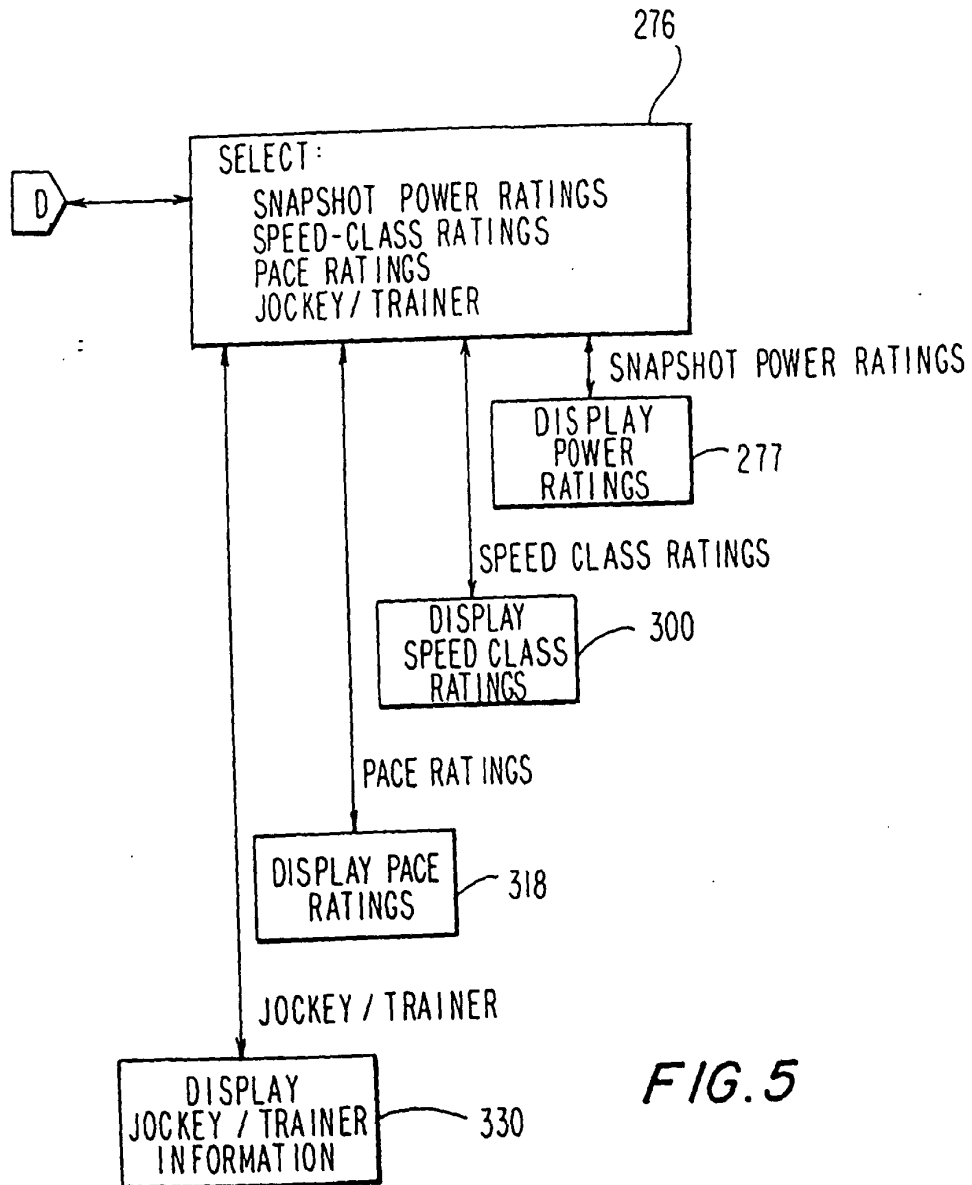 276
SELECT:
SNAPSHOT POWER RATINGS
SPEED-CLASS RATINGS
PACE RATINGS
JOCKEY / TRAINER
D
SNAPSHOT POWER RATINGS
DISPLAY
POWER
RATINGS
277
SPEED CLASS RATINGS
DISPLAY
SPEED CLASS
RATINGS
300
PACE RATINGS
DISPLAY PACE
RATINGS
318
JOCKEY / TRAINER
DISPLAY
JOCKEY / TRAINER
INFORMATION
330
FIG.5